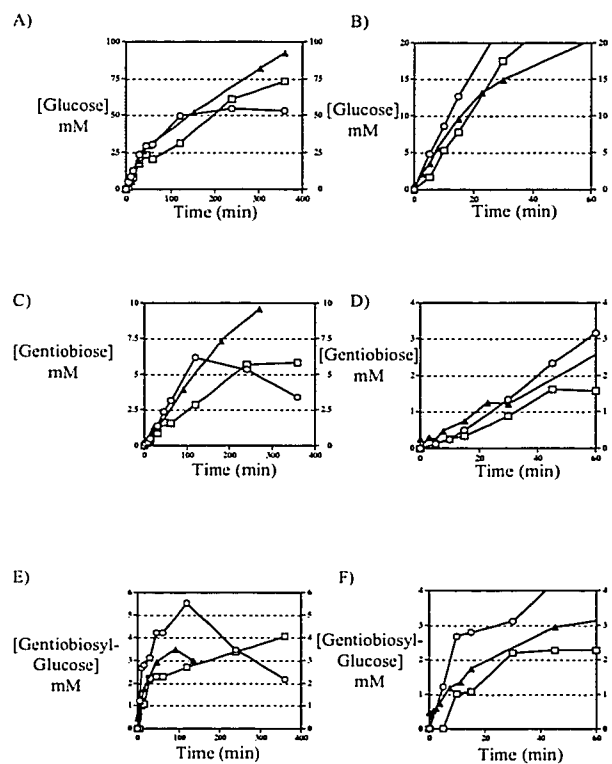 A)
100
75
50
25
0
[Glucose]
mM
100
75
50
25
0
0 100 200 300 400
Time (min)
B)
20
15
10
5
0
[Glucose]
mM
20
15
10
5
0
0 20 40 60
Time (min)
C)
10
7.5
5
2.5
0
[Gentiobiose]
mM
10
7.5
5
2.5
0
0 100 200 300 400
Time (min)
D)
4
3
2
1
0
[Gentiobiose]
mM
4
3
2
1
0
0 20 40 60
Time (min)
E)
6
5
4
3
2
1
0
[Gentiobiosyl-
Glucose]
mM
6
5
4
3
2
1
0
0 100 200 300 400
Time (min)
F)
4
3
2
1
0
[Gentiobiosyl-
Glucose]
mM
4
3
2
1
0
0 20 40 60
Time (min)